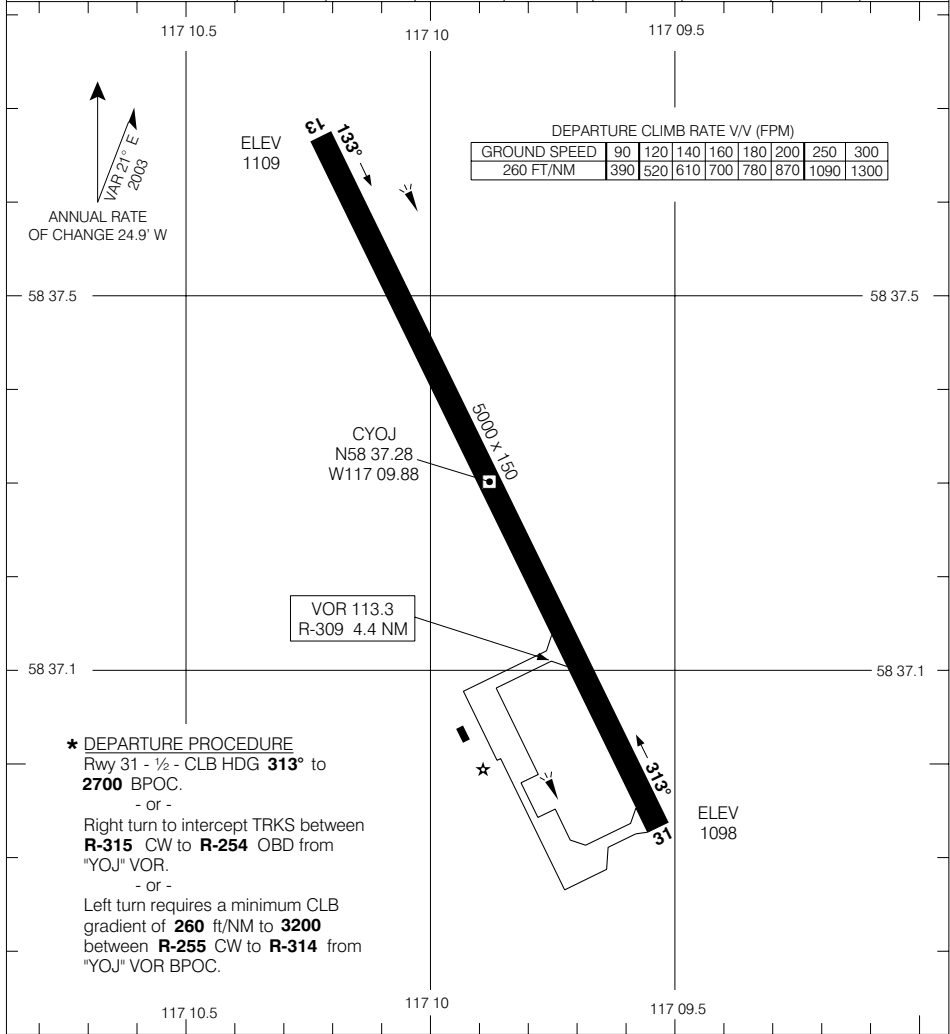 117 10.5
117 10
117 09.5
VAR 21° E
2003
ANNUAL RATE
OF CHANGE 24.9' W
ELEV
1109
13
133°
DEPARTURE CLIMB RATE V/V (FPM)
GROUND SPEED 90 120 140 160 180 200 250 300
260 FT/NM 390 520 610 700 780 870 1090 1300
58 37.5
58 37.5
5000 x 150
CYOJ
N58 37.28
W117 09.88
VOR 113.3
R-309 4.4 NM
58 37.1
58 37.1
313°
31
ELEV
1098
* DEPARTURE PROCEDURE
Rwy 31 - ½ - CLB HDG 313° to
2700 BPOC.
- or -
Right turn to intercept TRKS between
R-315 CW to R-254 OBD from
"YOJ" VOR.
- or -
Left turn requires a minimum CLB
gradient of 260 ft/NM to 3200
between R-255 CW to R-314 from
"YOJ" VOR BPOC.
117 10.5
117 10
117 09.5